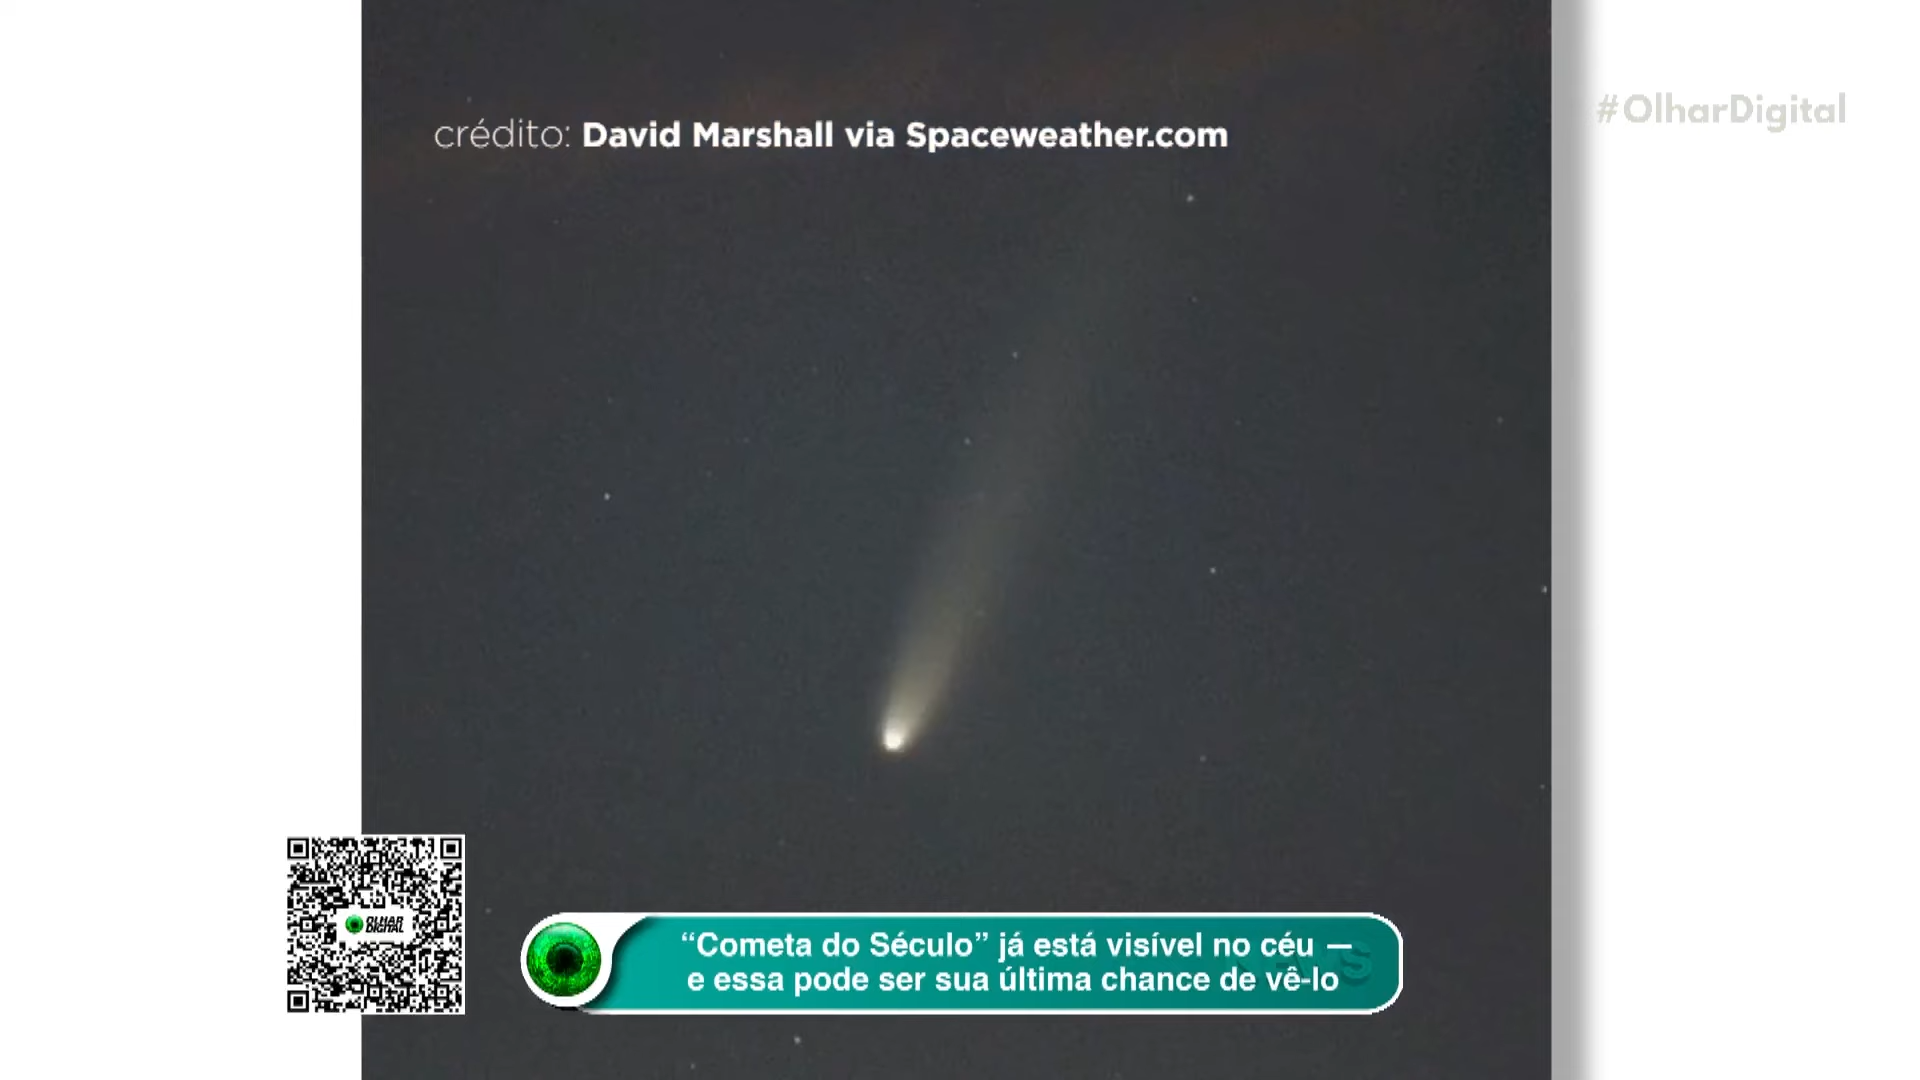 #OlharDigital
crédito: David Marshall via Spaceweather.com
OLHAR
DIGITAL
“Cometa do Século” já está visível no céu —
e essa pode ser sua última chance de vê-lo